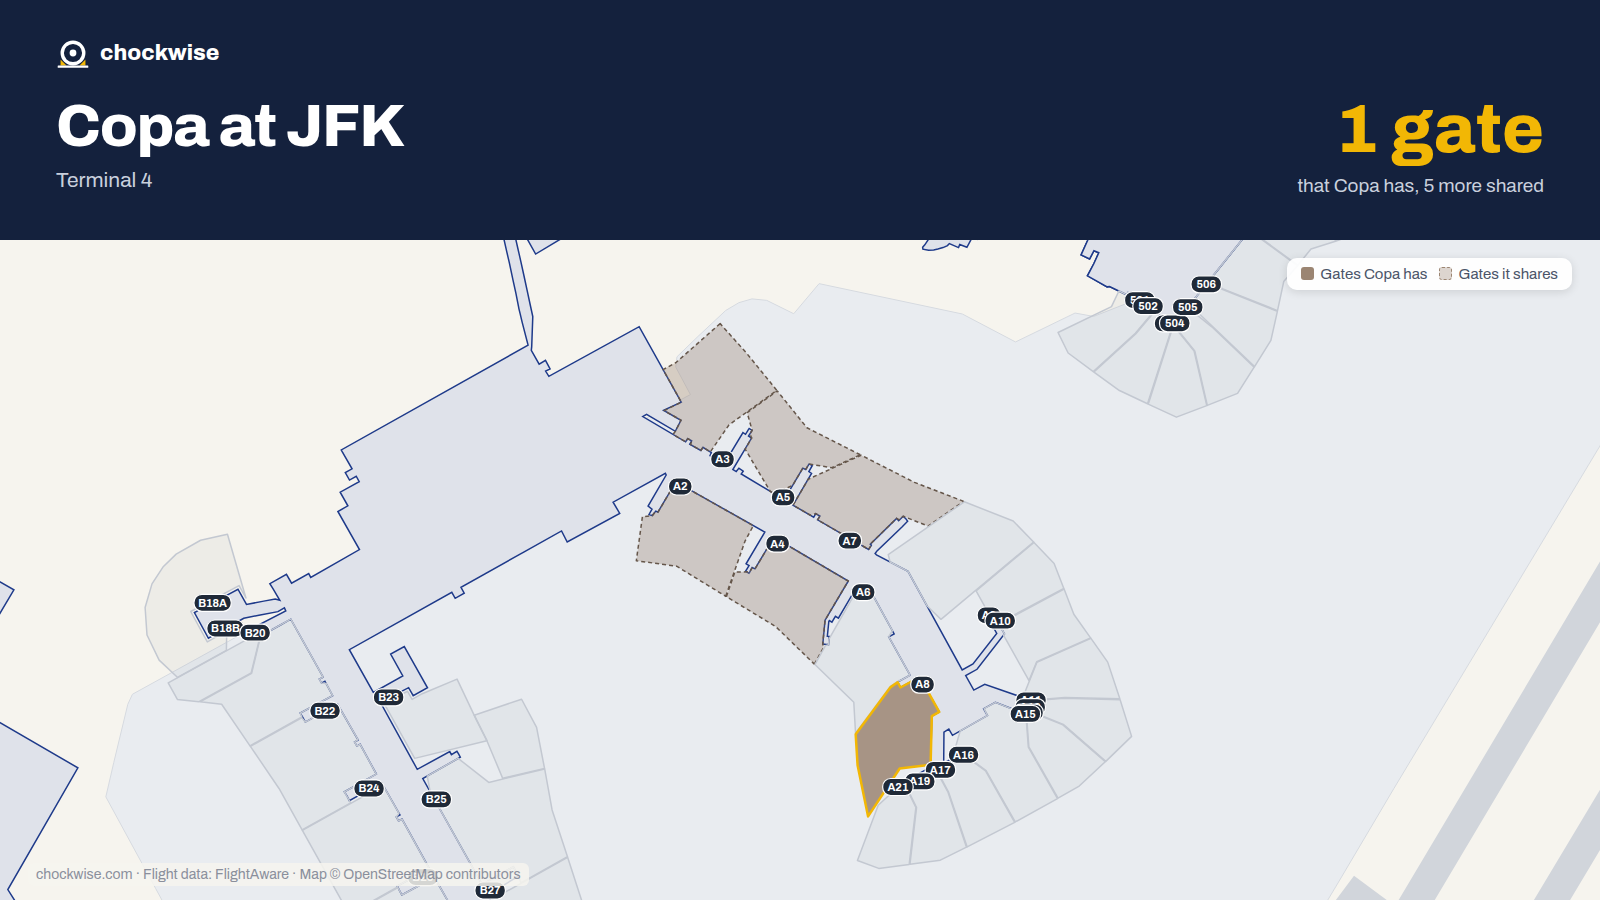 chockwise
Copa at JFK
Terminal 4
1 gate
that Copa has, 5 more shared
Gates Copa has
Gates it shares
506
502
505
504
A3
A2
A5
A4
A7
A6
A10
A8
A15
A16
A17
A19
A21
B18A
B18B
B20
B23
B22
B24
B25
B27
chockwise.com · Flight data: FlightAware · Map © OpenStreetMap contributors